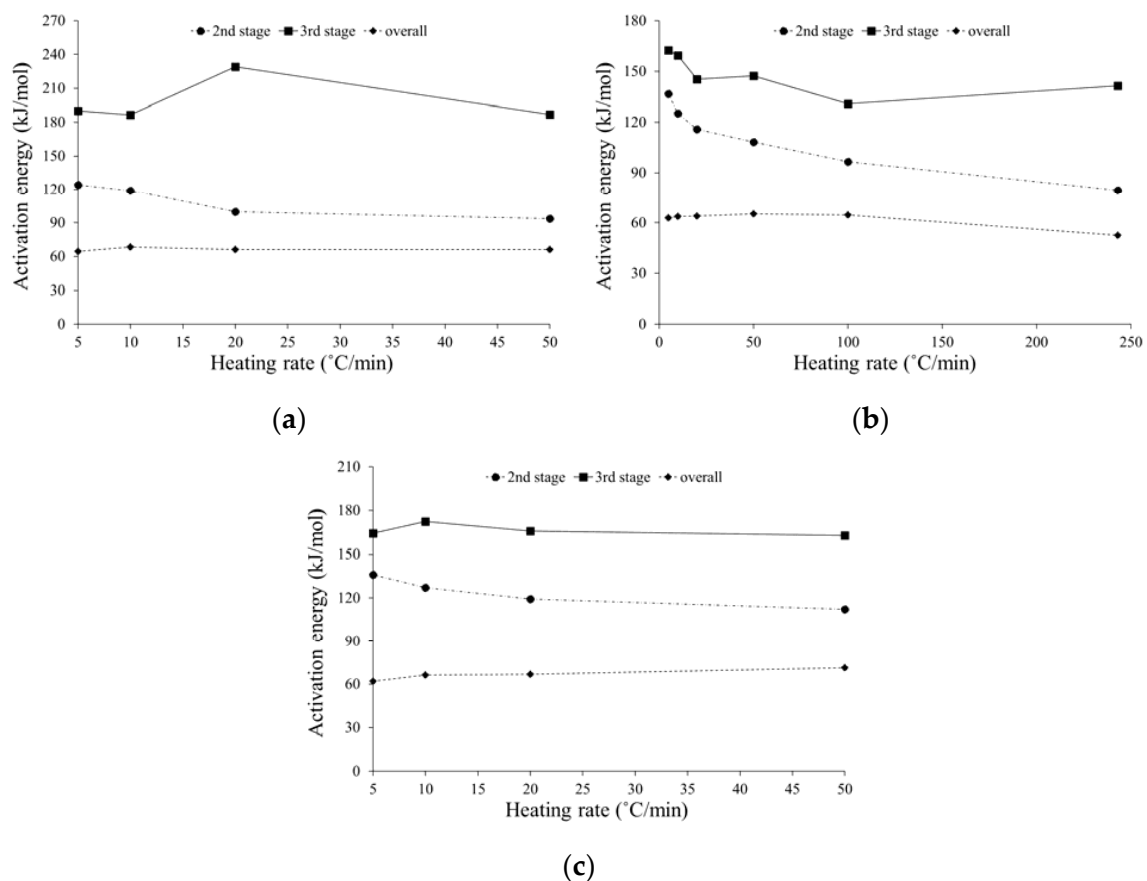 2nd stage 3rd stage overall
270
240
210
180
150
120
90
60
30
0
Activation energy (kJ/mol)
5 10 15 20 25 30 35 40 45 50
Heating rate (˚C/min)
(a)
2nd stage 3rd stage overall
180
150
120
90
60
30
0
Activation energy (kJ/mol)
0 50 100 150 200 250
Heating rate (˚C/min)
(b)
2nd stage 3rd stage overall
210
180
150
120
90
60
30
0
Activation energy (kJ/mol)
5 10 15 20 25 30 35 40 45 50
Heating rate (˚C/min)
(c)